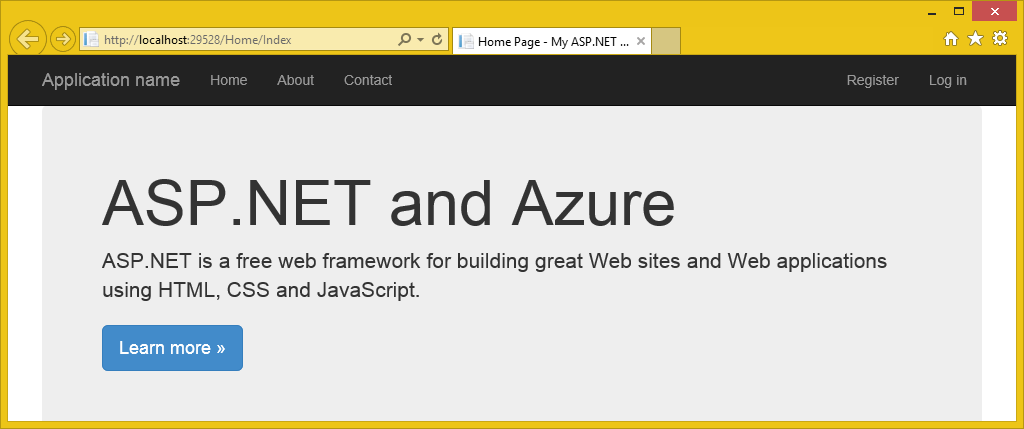 http://localhost:29528/Home/Index
Home Page - My ASP.NET ...
Application name Home About Contact Register Log in
ASP.NET and Azure
ASP.NET is a free web framework for building great Web sites and Web applications
using HTML, CSS and JavaScript.
Learn more »